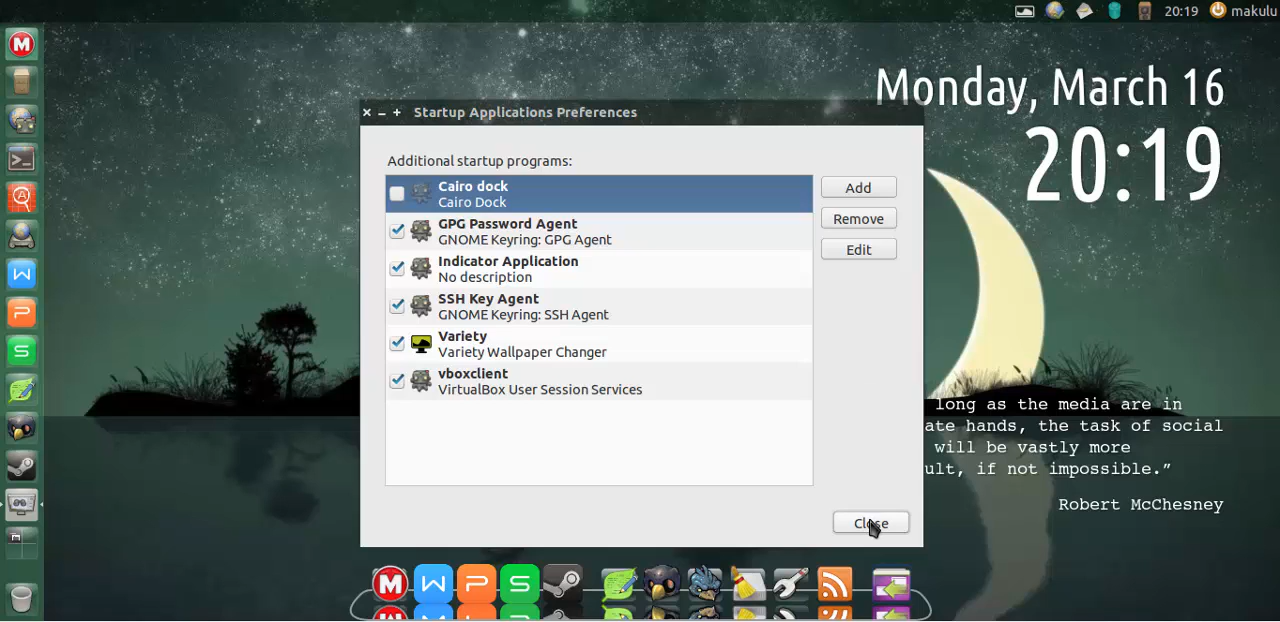 20:19 makulu
Monday, March 16
20:19
Startup Applications Preferences
Additional startup programs:
Cairo dock
Cairo Dock
GPG Password Agent
GNOME Keyring: GPG Agent
Indicator Application
No description
SSH Key Agent
GNOME Keyring: SSH Agent
Variety
Variety Wallpaper Changer
vboxclient
VirtualBox User Session Services
Add
Remove
Edit
Close
long as the media are in
ate hands, the task of social
will be vastly more
ult, if not impossible.”
Robert McChesney